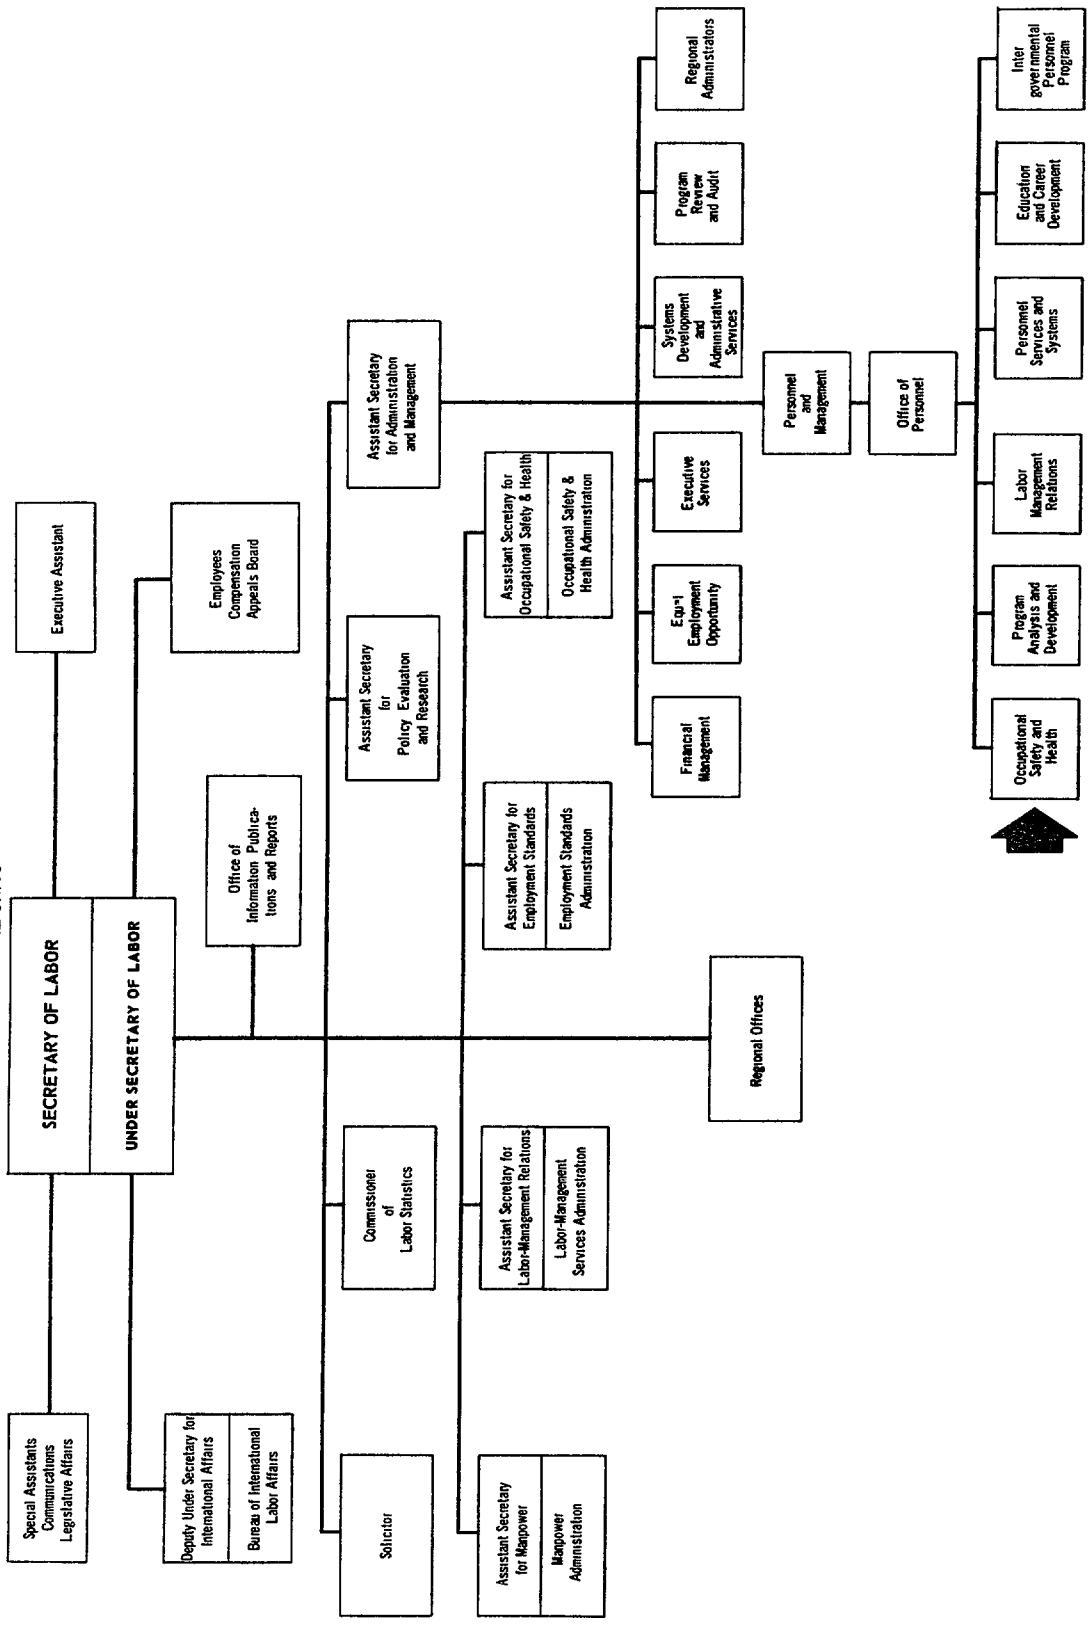 SECRETARY OF LABOR
UNDER SECRETARY OF LABOR
Special Assistants
Communications
Legislative Affairs
Executive Assistant
Deputy Under Secretary for
International Affairs
Bureau of International
Labor Affairs
Employees
Compensation
Appeals Board
Office of
Information Publica-
tions and Reports
Solicitor
Commissioner
of
Labor Statistics
Assistant Secretary
for
Policy Evaluation
and Research
Assistant Secretary
for Administration
and Management
Assistant Secretary
for Manpower
Manpower
Administration
Assistant Secretary for
Labor-Management Relations
Labor-Management
Services Administration
Assistant Secretary for
Employment Standards
Employment Standards
Administration
Assistant Secretary for
Occupational Safety & Health
Occupational Safety &
Health Administration
Regional Offices
Financial
Management
Equal
Employment
Opportunity
Executive
Services
Systems
Development
and
Administrative
Services
Program
Review
and Audit
Regional
Administrators
Personnel
and
Management
Office of
Personnel
Occupational
Safety and
Health
Program
Analysis and
Development
Labor
Management
Relations
Personnel
Services and
Systems
Education
and Career
Development
Inter
governmental
Personnel
Program